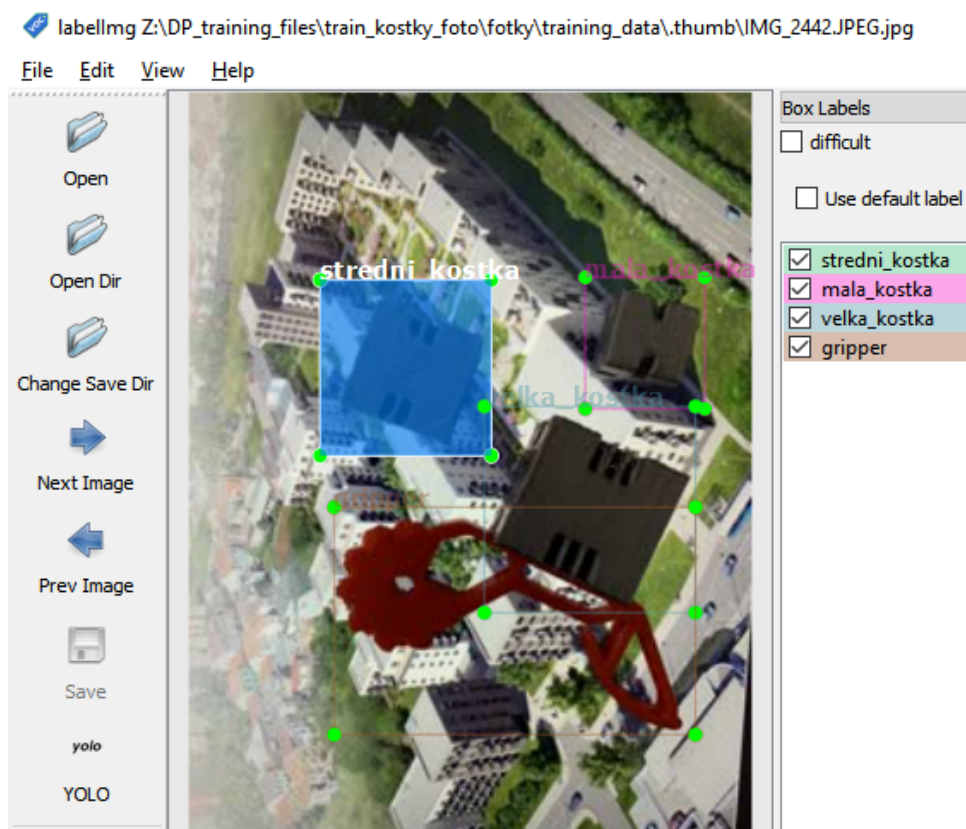 labelImg Z:\DP_training_files\train_kostky_foto\fotky\training_data\.thumb\IMG_2442.JPEG.jpg
File Edit View Help
Open
Open Dir
Change Save Dir
Next Image
Prev Image
Save
yolo
YOLO
stredni_kostka
mala_kostka
lka_kostka
Box Labels
difficult
Use default label
stredni_kostka
mala_kostka
velka_kostka
gripper